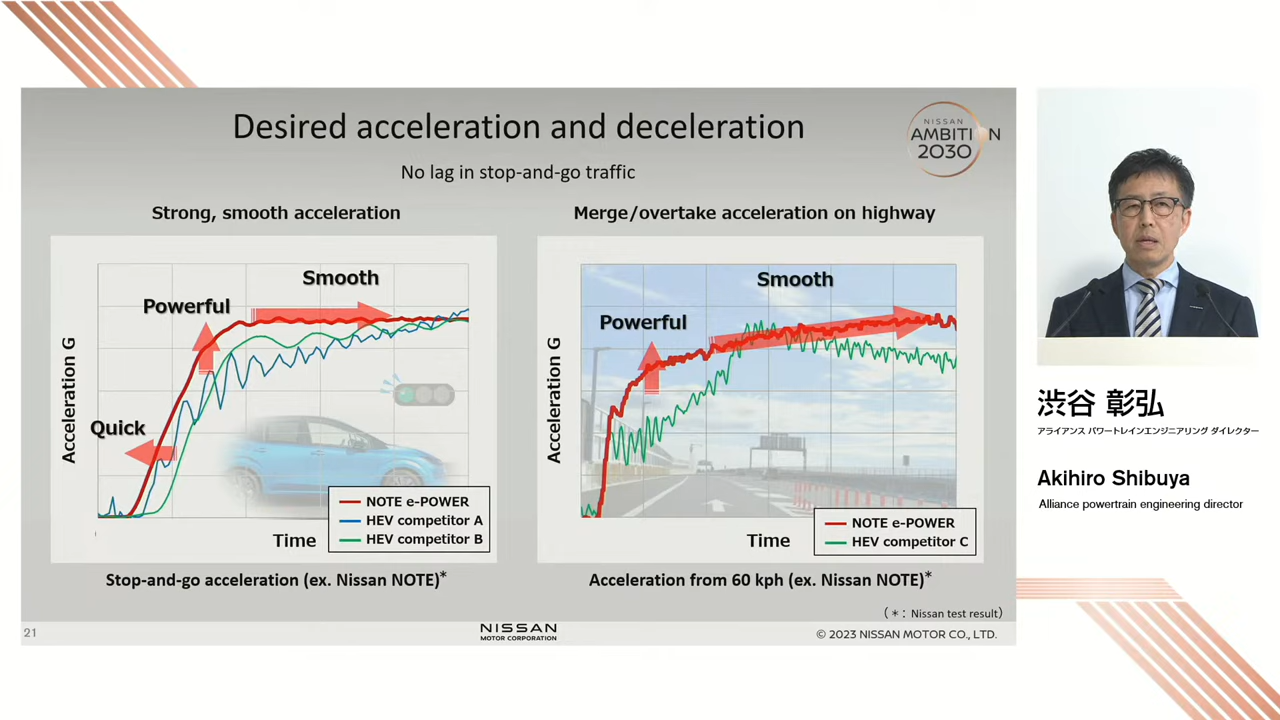 Desired acceleration and deceleration
NISSAN
AMBITION
2030
No lag in stop-and-go traffic
Strong, smooth acceleration
Smooth
Powerful
Quick
Acceleration G
Time
NOTE e-POWER
HEV competitor A
HEV competitor B
Stop-and-go acceleration (ex. Nissan NOTE)*
Merge/overtake acceleration on highway
Smooth
Powerful
Acceleration G
Time
NOTE e-POWER
HEV competitor C
Acceleration from 60 kph (ex. Nissan NOTE)*
(*: Nissan test result)
21
NISSAN
MOTOR CORPORATION
© 2023 NISSAN MOTOR CO., LTD.
渋谷 彰弘
アライアンス パワートレインエンジニアリング ダイレクター
Akihiro Shibuya
Alliance powertrain engineering director